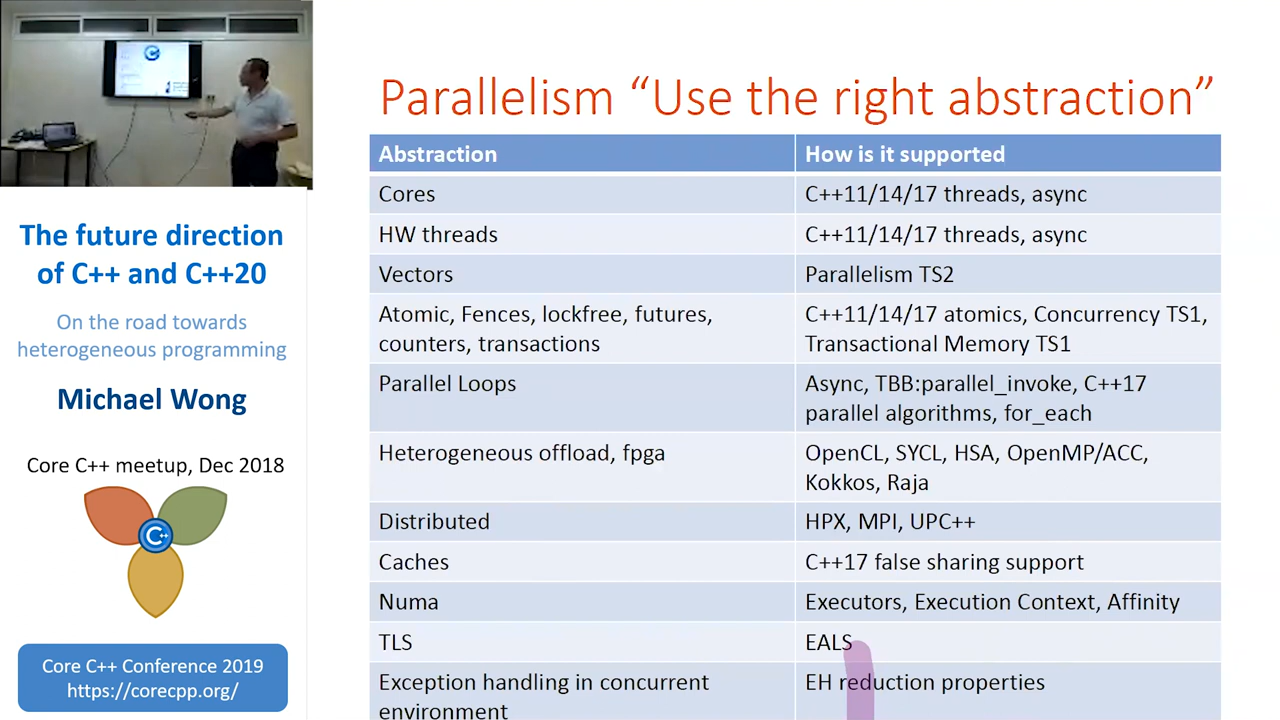 The future direction
of C++ and C++20
On the road towards
heterogeneous programming
Michael Wong
Core C++ meetup, Dec 2018
C++
Core C++ Conference 2019
https://corecpp.org/
Parallelism “Use the right abstraction”
Abstraction How is it supported
Cores C++11/14/17 threads, async
HW threads C++11/14/17 threads, async
Vectors Parallelism TS2
Atomic, Fences, lockfree, futures,
counters, transactions
C++11/14/17 atomics, Concurrency TS1,
Transactional Memory TS1
Parallel Loops
Async, TBB:parallel_invoke, C++17
parallel algorithms, for_each
Heterogeneous offload, fpga
OpenCL, SYCL, HSA, OpenMP/ACC,
Kokkos, Raja
Distributed HPX, MPI, UPC++
Caches C++17 false sharing support
Numa Executors, Execution Context, Affinity
TLS EALS
Exception handling in concurrent
environment
EH reduction properties